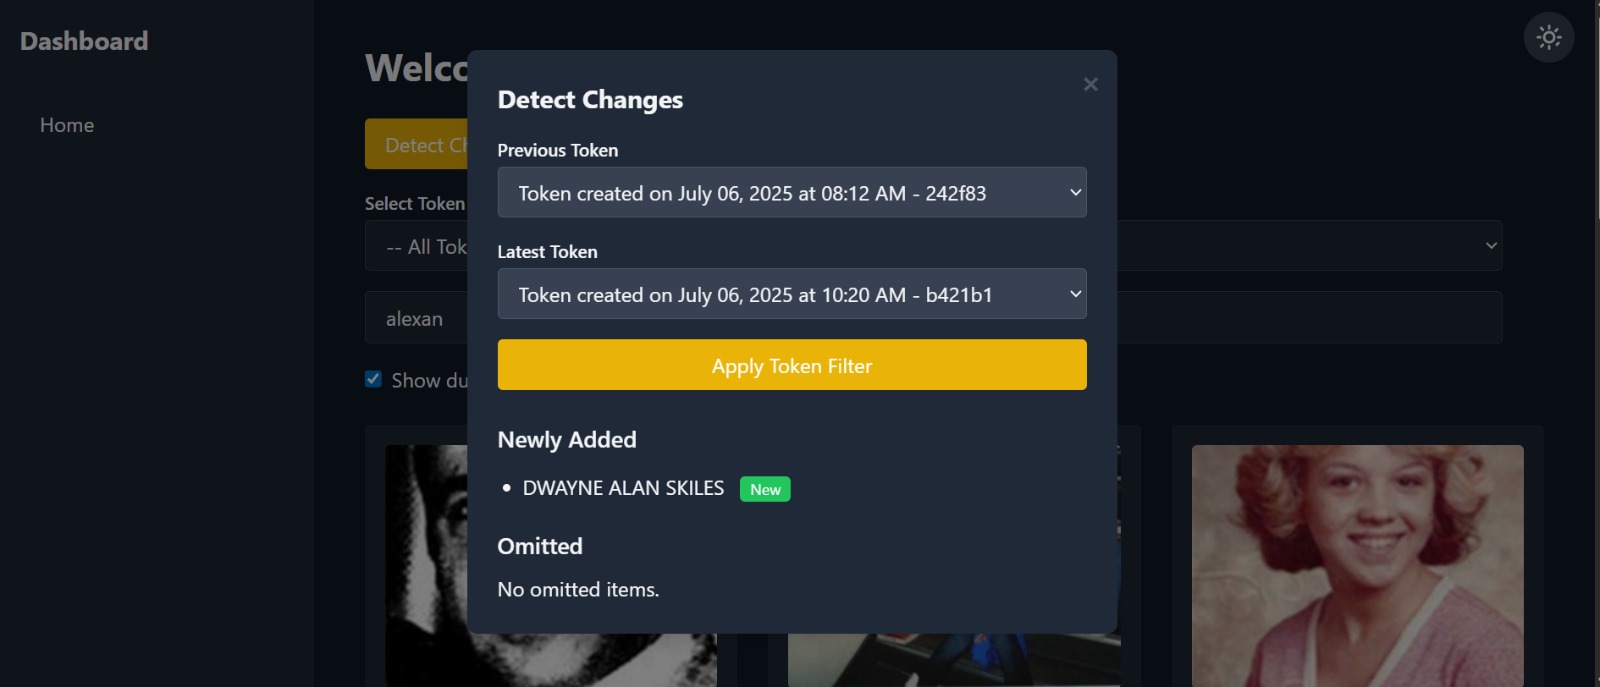 Dashboard
Home
Welco
Detect Ch
Select Token
-- All Tok
alexan
Show du
Detect Changes
×
Previous Token
Token created on July 06, 2025 at 08:12 AM - 242f83
Latest Token
Token created on July 06, 2025 at 10:20 AM - b421b1
Apply Token Filter
Newly Added
• DWAYNE ALAN SKILES New
Omitted
No omitted items.